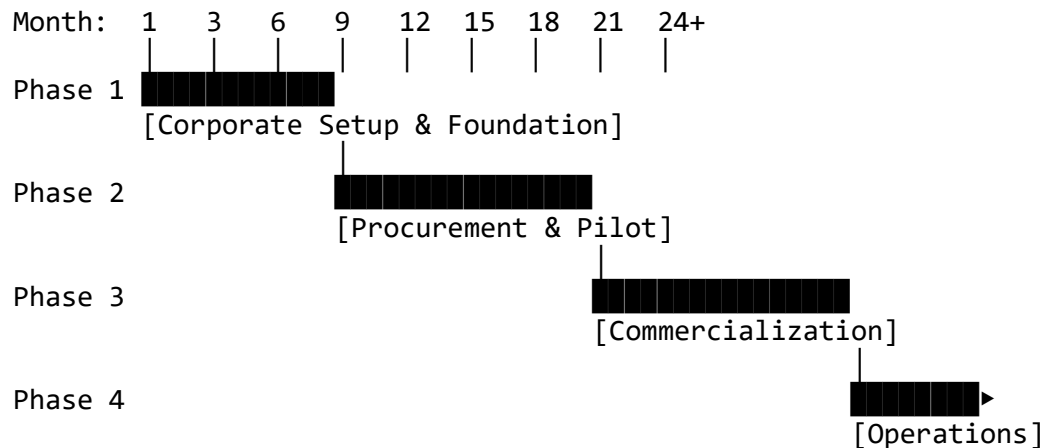 Month: 1 3 6 9 12 15 18 21 24+
Phase 1
[Corporate Setup & Foundation]
Phase 2
[Procurement & Pilot]
Phase 3
[Commercialization]
Phase 4
[Operations]